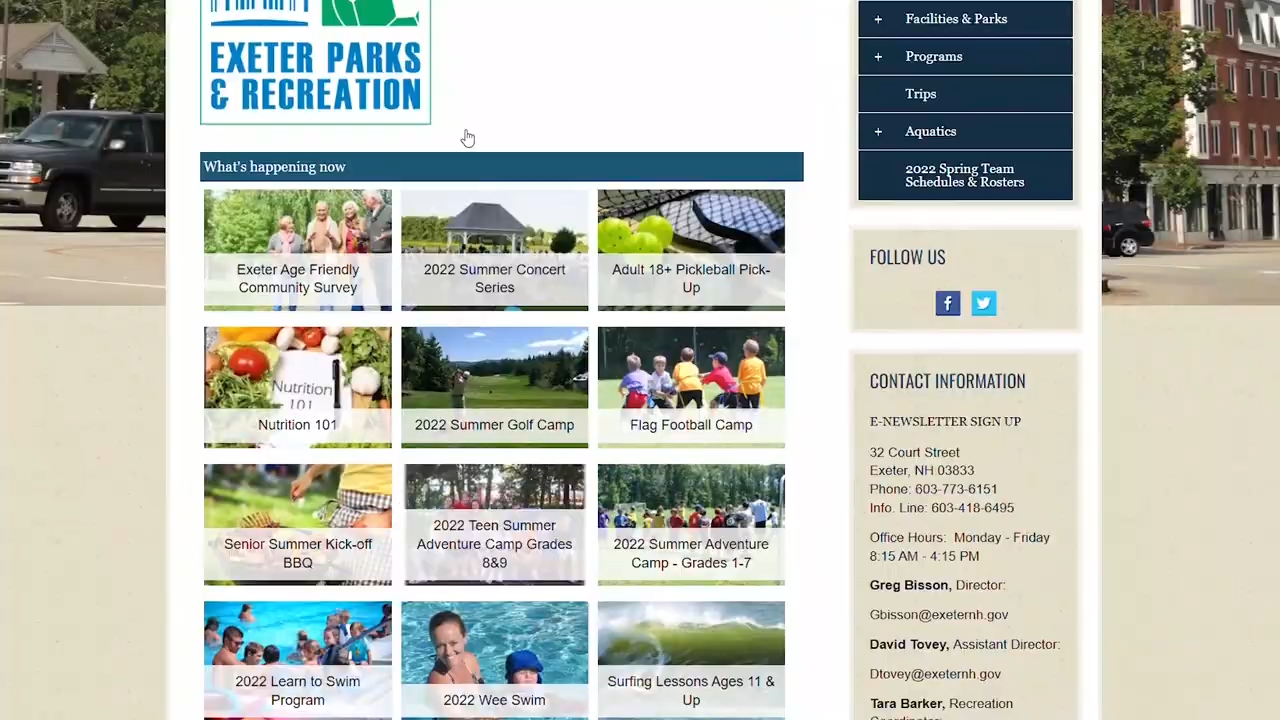 EXETER PARKS
& RECREATION
What's happening now
Exeter Age Friendly
Community Survey
2022 Summer Concert
Series
Adult 18+ Pickleball Pick-
Up
Nutrition
101
Nutrition 101
2022 Summer Golf Camp
Flag Football Camp
Senior Summer Kick-off
BBQ
2022 Teen Summer
Adventure Camp Grades
8&9
2022 Summer Adventure
Camp - Grades 1-7
2022 Learn to Swim
Program
2022 Wee Swim
Surfing Lessons Ages 11 &
Up
+ Facilities & Parks
+ Programs
Trips
+ Aquatics
2022 Spring Team
Schedules & Rosters
FOLLOW US
CONTACT INFORMATION
E-NEWSLETTER SIGN UP
32 Court Street
Exeter, NH 03833
Phone: 603-773-6151
Info. Line: 603-418-6495
Office Hours: Monday - Friday
8:15 AM - 4:15 PM
Greg Bisson, Director:
Gbisson@exeternh.gov
David Tovey, Assistant Director:
Dtovey@exeternh.gov
Tara Barker, Recreation
Coordinator: